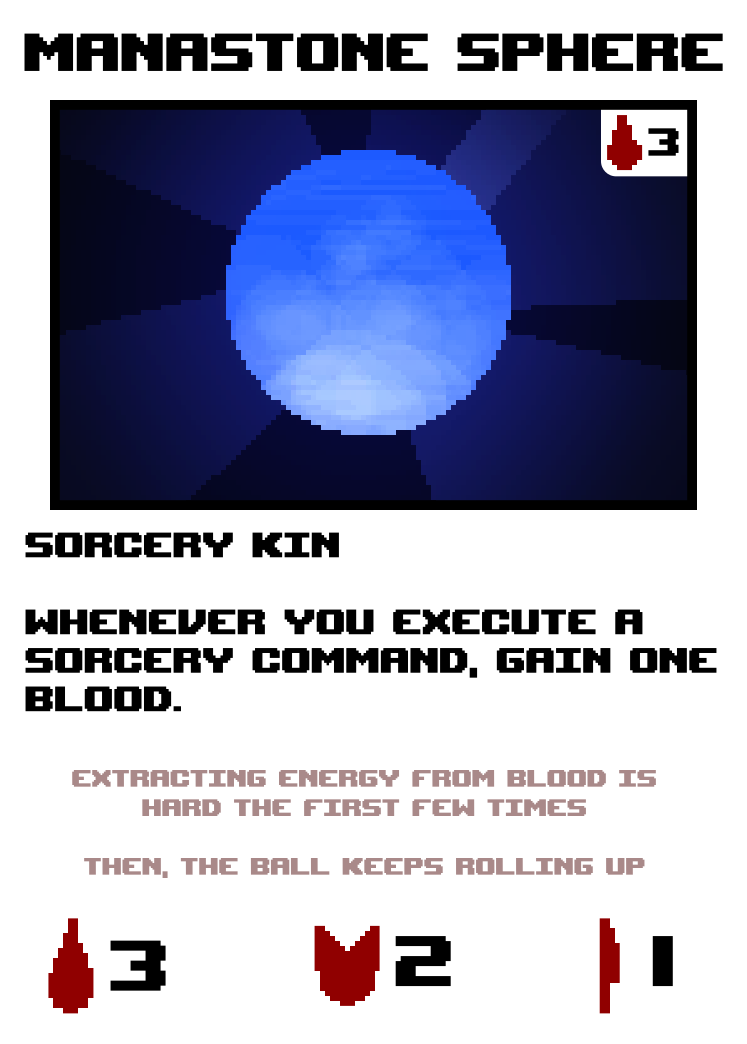 MANASTONE SPHERE
3
SORCERY KIN
WHENEVER YOU EXECUTE A
SORCERY COMMAND, GAIN ONE
BLOOD.
EXTRACTING ENERGY FROM BLOOD IS
HARD THE FIRST FEW TIMES
THEN, THE BALL KEEPS ROLLING UP
3 2 1